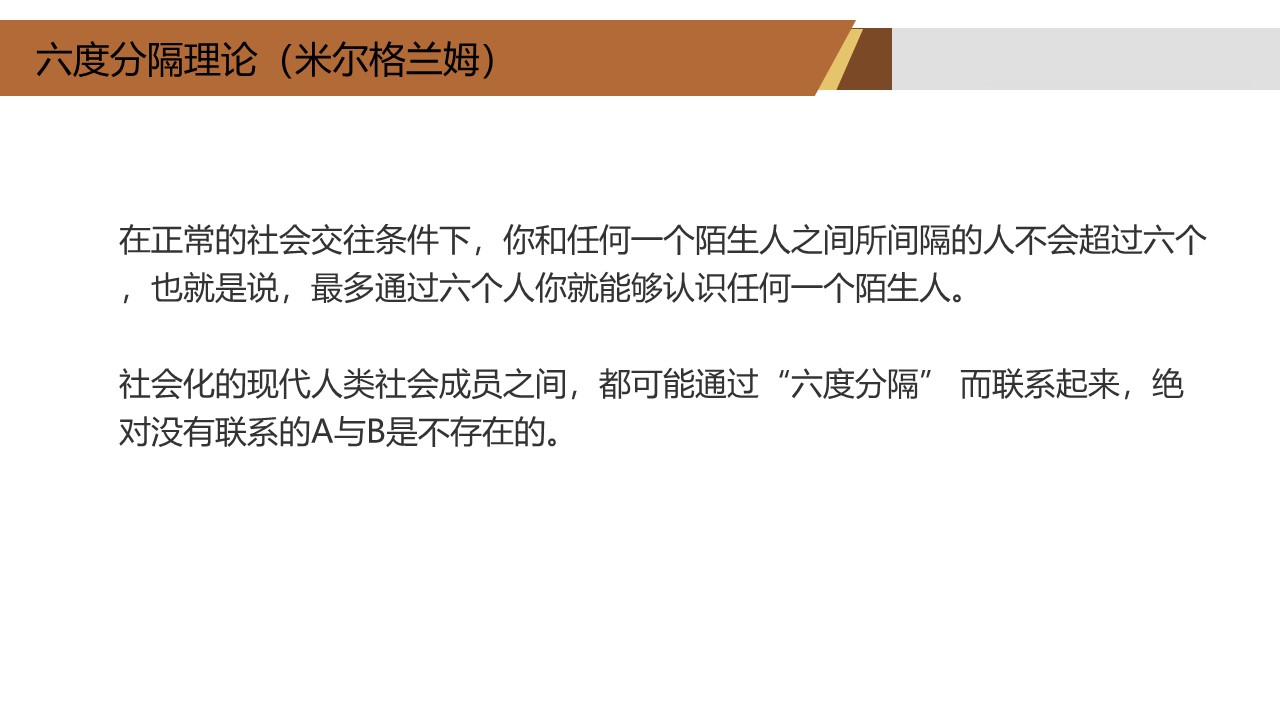 六度分隔理论（米尔格兰姆）
在正常的社会交往条件下，你和任何一个陌生人之间所间隔的人不会超过六个
，也就是说，最多通过六个人你就能够认识任何一个陌生人。
社会化的现代人类社会成员之间，都可能通过“六度分隔” 而联系起来，绝
对没有联系的A与B是不存在的。